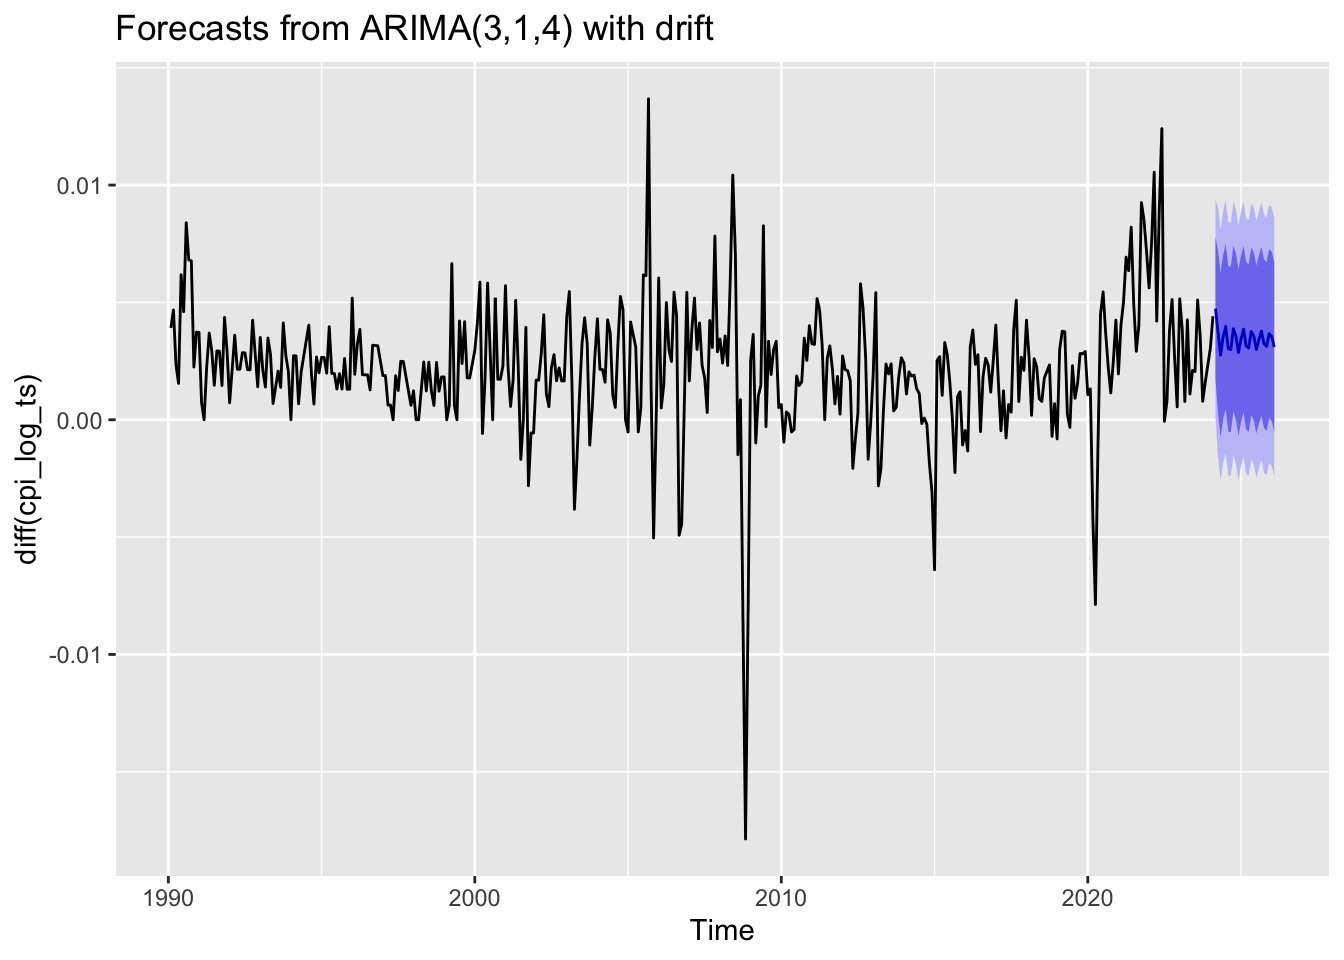 Forecasts from ARIMA(3,1,4) with drift
0.01
0.00
-0.01
diff(cpi_log_ts)
1990
2000
2010
2020
Time